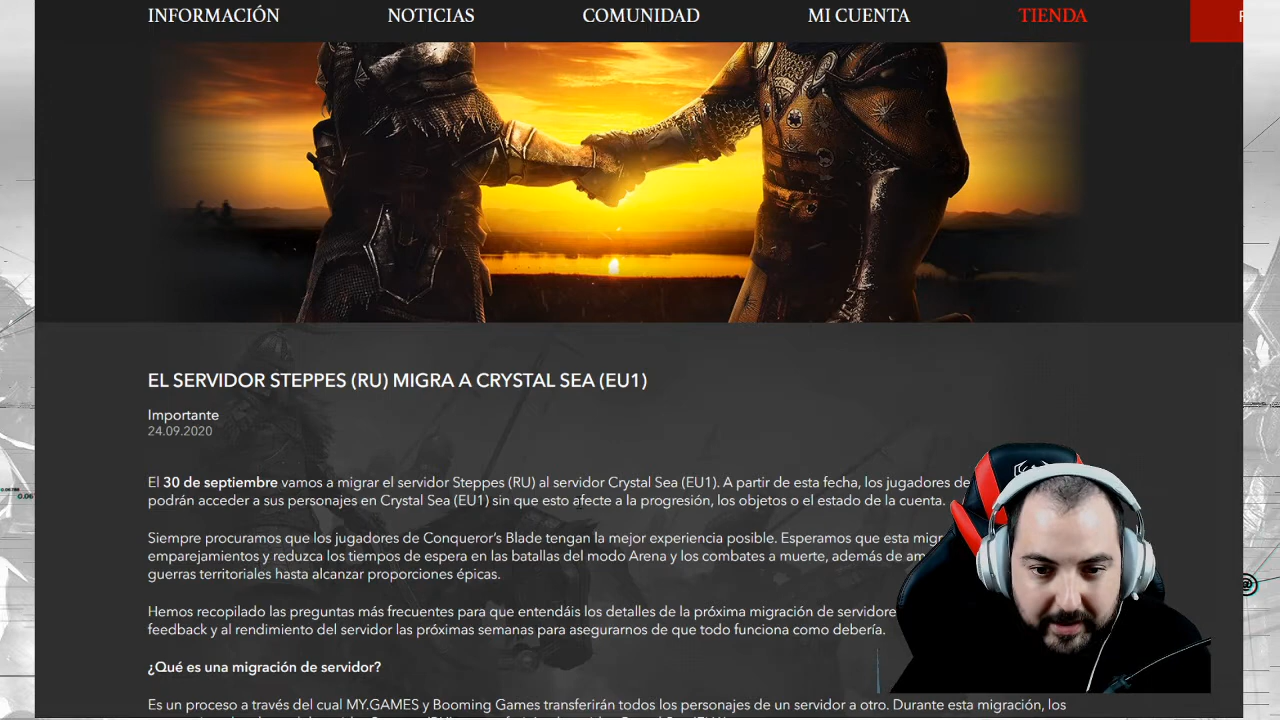 INFORMACIÓN NOTICIAS COMUNIDAD MI CUENTA TIENDA
EL SERVIDOR STEPPES (RU) MIGRA A CRYSTAL SEA (EU1)
Importante
24.09.2020
El 30 de septiembre vamos a migrar el servidor Steppes (RU) al servidor Crystal Sea (EU1). A partir de esta fecha, los jugadores de
podrán acceder a sus personajes en Crystal Sea (EU1) sin que esto afecte a la progresión, los objetos o el estado de la cuenta.
Siempre procuramos que los jugadores de Conqueror's Blade tengan la mejor experiencia posible. Esperamos que esta
emparejamientos y reduzca los tiempos de espera en las batallas del modo Arena y los combates a muerte, además de
guerras territoriales hasta alcanzar proporciones épicas.
Hemos recopilado las preguntas más frecuentes para que entendáis los detalles de la próxima migración de
feedback y al rendimiento del servidor las próximas semanas para asegurarnos de que todo funciona como debería.
¿Qué es una migración de servidor?
Es un proceso a través del cual MY.GAMES y Booming Games transferirán todos los personajes de un servidor a otro. Durante esta migración, los